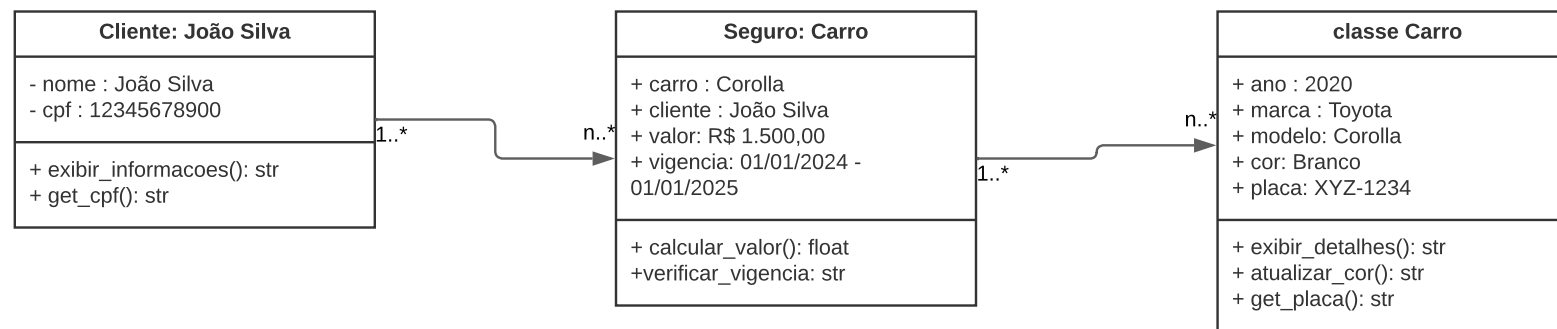 Cliente: João Silva
- nome : João Silva
- cpf : 12345678900
+ exibir_informacoes(): str
+ get_cpf(): str
1..*
n..*
Seguro: Carro
+ carro : Corolla
+ cliente : João Silva
+ valor: R$ 1.500,00
+ vigencia: 01/01/2024 -
01/01/2025
+ calcular_valor(): float
+verificar_vigencia: str
1..*
n..*
classe Carro
+ ano : 2020
+ marca : Toyota
+ modelo: Corolla
+ cor: Branco
+ placa: XYZ-1234
+ exibir_detalhes(): str
+ atualizar_cor(): str
+ get_placa(): str